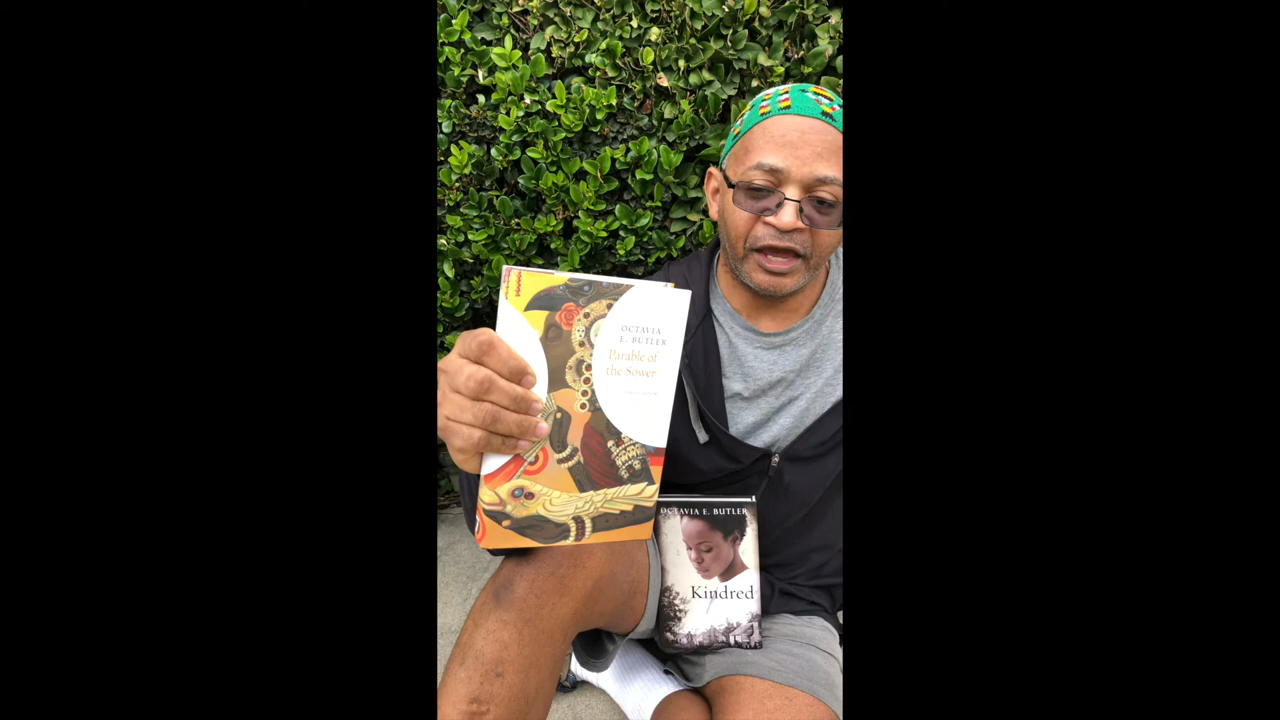 OCTAVIA
E. BUTLER
Parable of
the Sower
OCTAVIA E. BUTLER
Kindred